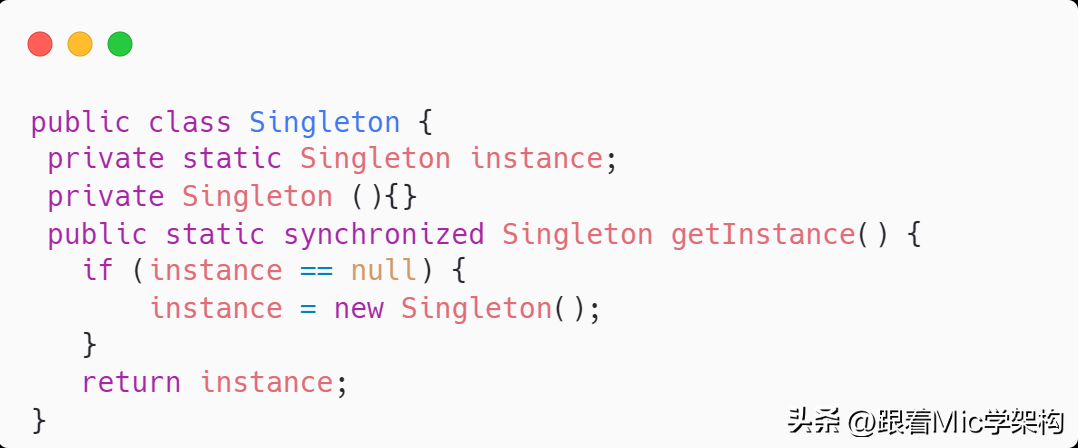 public class Singleton {
 private static Singleton instance;
 private Singleton (){}
 public static synchronized Singleton getInstance() {
   if (instance == null) {
       instance = new Singleton();
   }
   return instance;
}
头条 @跟着Mic学架构